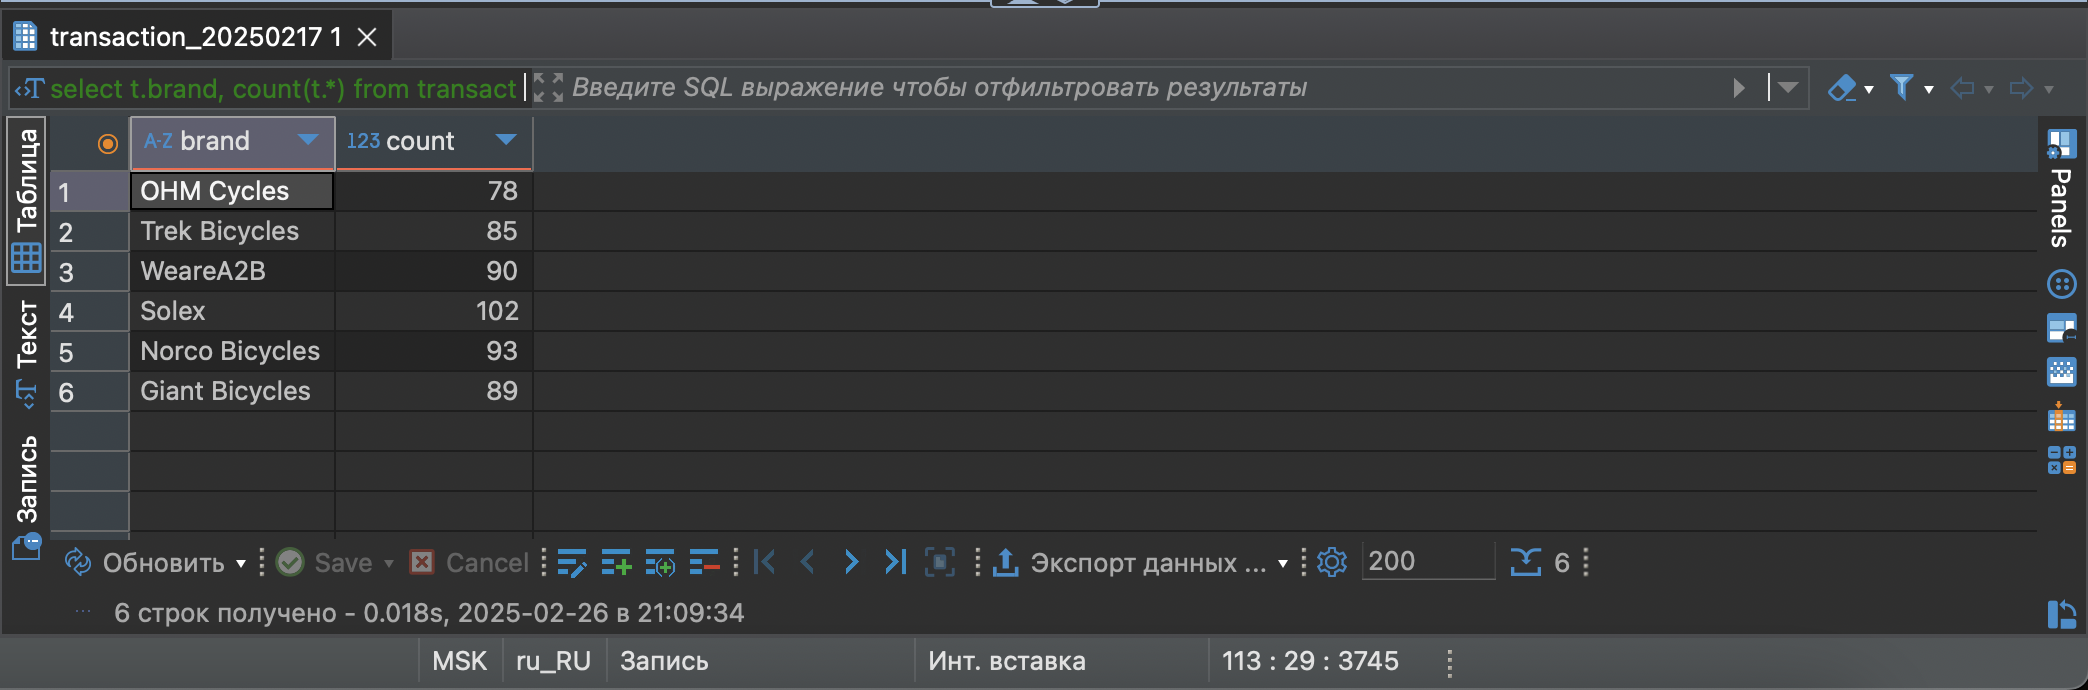 transaction_20250217 1
select t.brand, count(t.*) from transact
Введите SQL выражение чтобы отфильтровать результаты
Таблица
Текст
Запись
A-Z brand 123 count
1 OHM Cycles 78
2 Trek Bicycles 85
3 WeareA2B 90
4 Solex 102
5 Norco Bicycles 93
6 Giant Bicycles 89
Panels
Обновить Save Cancel Экспорт данных ... 200 6
6 строк получено - 0.018s, 2025-02-26 в 21:09:34
MSK ru_RU Запись Инт. вставка 113 : 29 : 3745